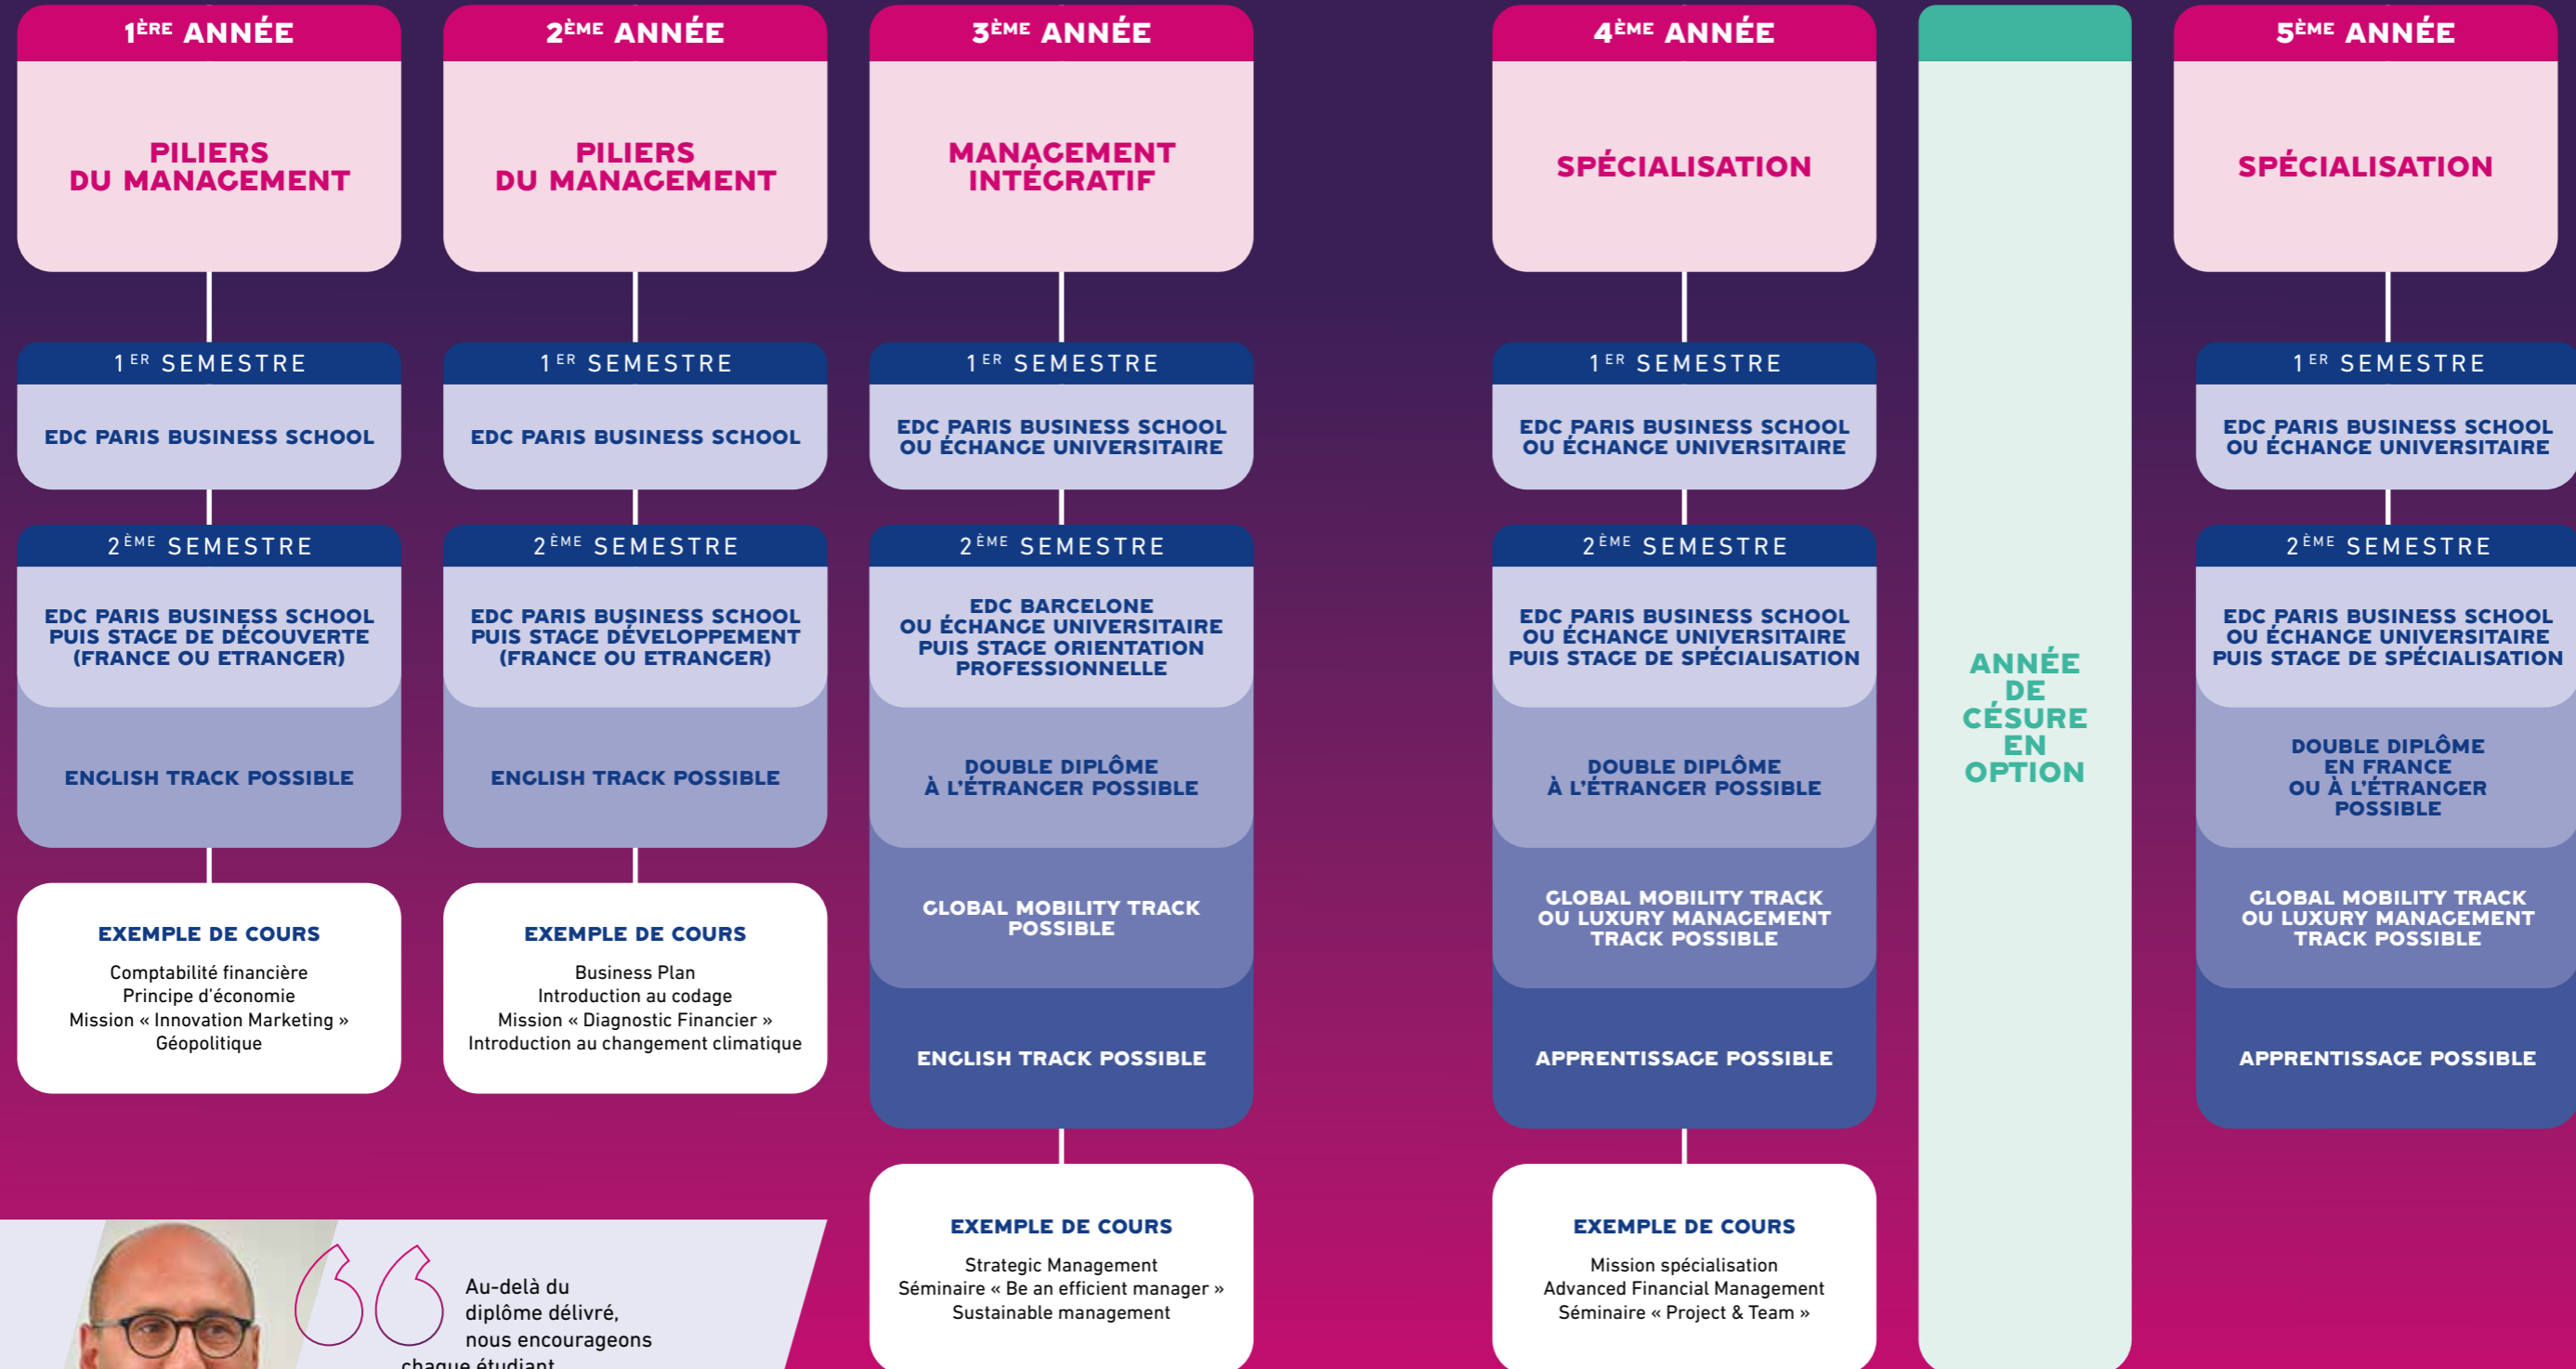 1ÈRE ANNÉE
PILIERS
DU MANAGEMENT
1ER SEMESTRE
EDC PARIS BUSINESS SCHOOL
2ÈME SEMESTRE
EDC PARIS BUSINESS SCHOOL
PUIS STAGE DE DÉCOUVERTE
(FRANCE OU ETRANGER)
ENGLISH TRACK POSSIBLE
EXEMPLE DE COURS
Comptabilité financière
Principe d'économie
Mission « Innovation Marketing »
Géopolitique
2ÈME ANNÉE
PILIERS
DU MANAGEMENT
1ER SEMESTRE
EDC PARIS BUSINESS SCHOOL
2ÈME SEMESTRE
EDC PARIS BUSINESS SCHOOL
PUIS STAGE DÉVELOPPEMENT
(FRANCE OU ETRANGER)
ENGLISH TRACK POSSIBLE
EXEMPLE DE COURS
Business Plan
Introduction au codage
Mission « Diagnostic Financier »
Introduction au changement climatique
3ÈME ANNÉE
MANAGEMENT
INTÉGRATIF
1ER SEMESTRE
EDC PARIS BUSINESS SCHOOL
OU ÉCHANGE UNIVERSITAIRE
2ÈME SEMESTRE
EDC BARCELONE
OU ÉCHANGE UNIVERSITAIRE
PUIS STAGE ORIENTATION
PROFESSIONNELLE
DOUBLE DIPLÔME
À L'ÉTRANGER POSSIBLE
GLOBAL MOBILITY TRACK
POSSIBLE
ENGLISH TRACK POSSIBLE
EXEMPLE DE COURS
Strategic Management
Séminaire « Be an efficient manager »
Sustainable management
4ÈME ANNÉE
SPÉCIALISATION
1ER SEMESTRE
EDC PARIS BUSINESS SCHOOL
OU ÉCHANGE UNIVERSITAIRE
2ÈME SEMESTRE
EDC PARIS BUSINESS SCHOOL
OU ÉCHANGE UNIVERSITAIRE
PUIS STAGE DE SPÉCIALISATION
DOUBLE DIPLÔME
À L'ÉTRANGER POSSIBLE
GLOBAL MOBILITY TRACK
OU LUXURY MANAGEMENT
TRACK POSSIBLE
APPRENTISSAGE POSSIBLE
EXEMPLE DE COURS
Mission spécialisation
Advanced Financial Management
Séminaire « Project & Team »
ANNÉE
DE
CÉSURE
EN
OPTION
5ÈME ANNÉE
SPÉCIALISATION
1ER SEMESTRE
EDC PARIS BUSINESS SCHOOL
OU ÉCHANGE UNIVERSITAIRE
2ÈME SEMESTRE
EDC PARIS BUSINESS SCHOOL
OU ÉCHANGE UNIVERSITAIRE
PUIS STAGE DE SPÉCIALISATION
DOUBLE DIPLÔME
EN FRANCE
OU À L'ÉTRANGER
POSSIBLE
GLOBAL MOBILITY TRACK
OU LUXURY MANAGEMENT
TRACK POSSIBLE
APPRENTISSAGE POSSIBLE
Au-delà du
diplôme délivré,
nous encourageons
chaque étudiant